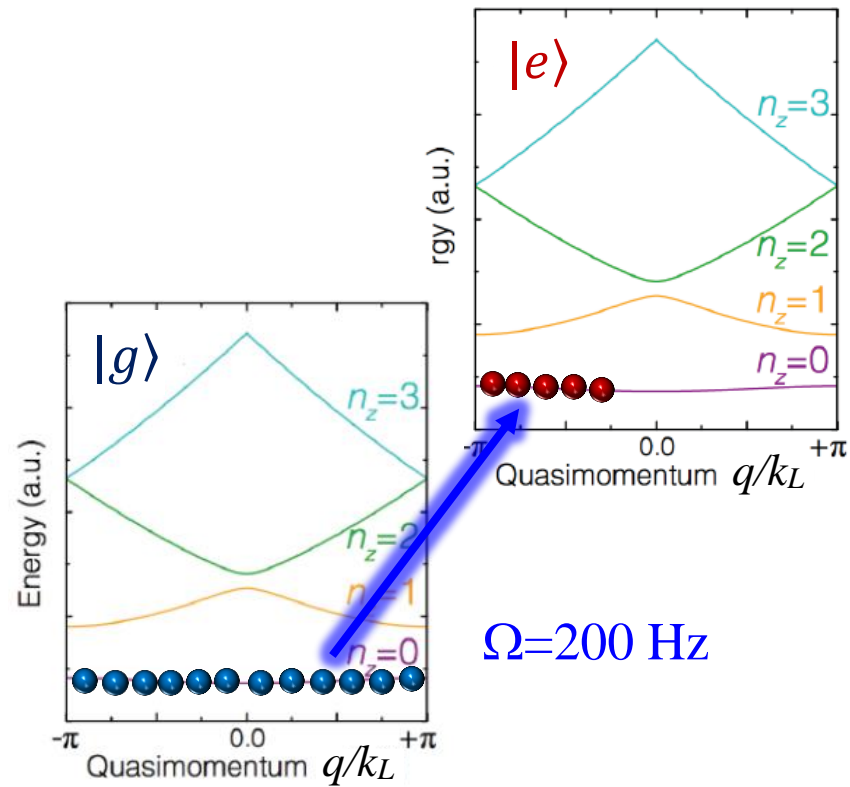 |e⟩
n_z=3
n_z=2
n_z=1
n_z=0
rgy (a.u.)
-π 0.0 +π
Quasimomentum q/k_L
|g⟩
n_z=3
n_z=2
n_z=1
n_z=0
Energy (a.u.)
-π 0.0 +π
Quasimomentum q/k_L
Ω=200 Hz